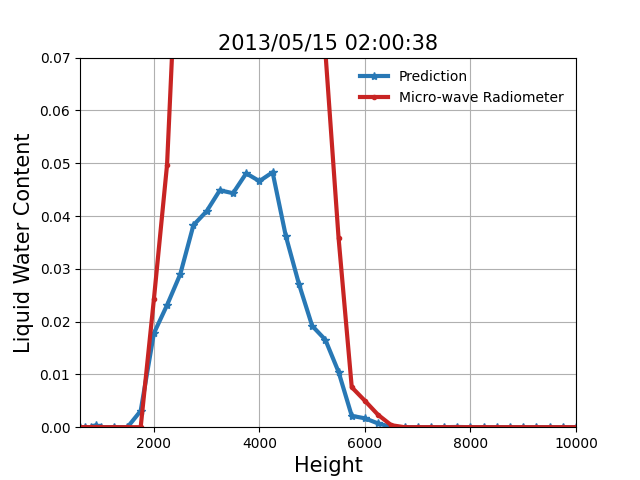 2013/05/15 02:00:38
Prediction
Micro-wave Radiometer
Liquid Water Content
0.07
0.06
0.05
0.04
0.03
0.02
0.01
0.00
2000 4000 6000 8000 10000
Height